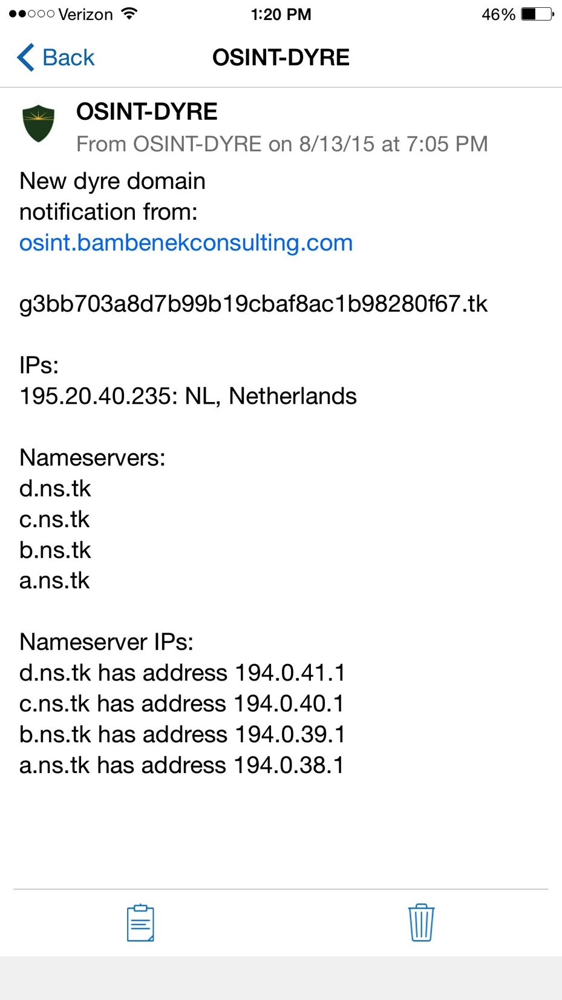 Verizon 1:20 PM 46%
Back OSINT-DYRE
OSINT-DYRE
From OSINT-DYRE on 8/13/15 at 7:05 PM
New dyre domain
notification from:
osint.bambenekconsulting.com
g3bb703a8d7b99b19cbaf8ac1b98280f67.tk
IPs:
195.20.40.235: NL, Netherlands
Nameservers:
d.ns.tk
c.ns.tk
b.ns.tk
a.ns.tk
Nameserver IPs:
d.ns.tk has address 194.0.41.1
c.ns.tk has address 194.0.40.1
b.ns.tk has address 194.0.39.1
a.ns.tk has address 194.0.38.1